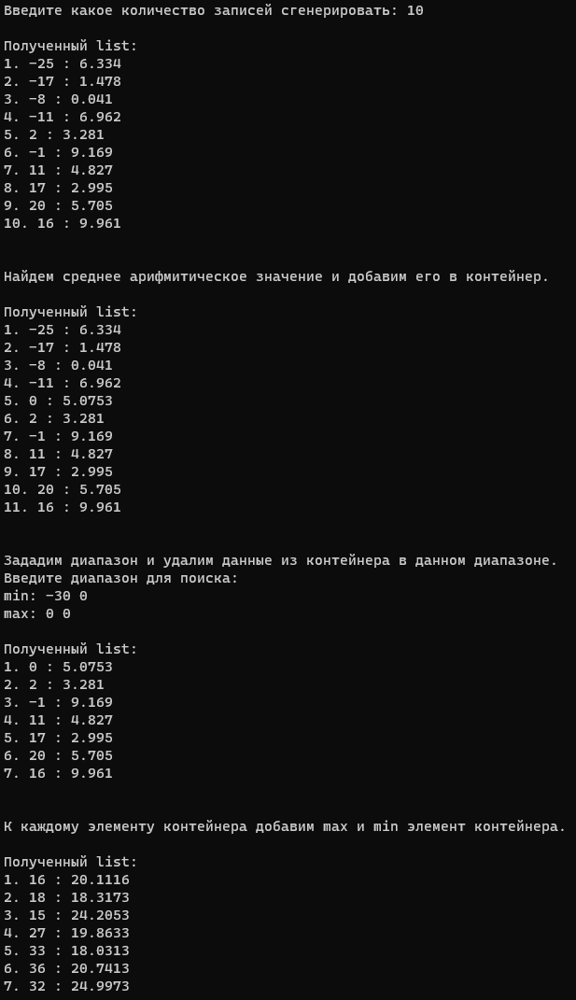 Введите какое количество записей сгенерировать: 10
Полученный list:
1. -25 : 6.334
2. -17 : 1.478
3. -8 : 0.041
4. -11 : 6.962
5. 2 : 3.281
6. -1 : 9.169
7. 11 : 4.827
8. 17 : 2.995
9. 20 : 5.705
10. 16 : 9.961
Найдем среднее арифмитическое значение и добавим его в контейнер.
Полученный list:
1. -25 : 6.334
2. -17 : 1.478
3. -8 : 0.041
4. -11 : 6.962
5. 0 : 5.0753
6. 2 : 3.281
7. -1 : 9.169
8. 11 : 4.827
9. 17 : 2.995
10. 20 : 5.705
11. 16 : 9.961
Зададим диапазон и удалим данные из контейнера в данном диапазоне.
Введите диапазон для поиска:
min: -30 0
max: 0 0
Полученный list:
1. 0 : 5.0753
2. 2 : 3.281
3. -1 : 9.169
4. 11 : 4.827
5. 17 : 2.995
6. 20 : 5.705
7. 16 : 9.961
К каждому элементу контейнера добавим max и min элемент контейнера.
Полученный list:
1. 16 : 20.1116
2. 18 : 18.3173
3. 15 : 24.2053
4. 27 : 19.8633
5. 33 : 18.0313
6. 36 : 20.7413
7. 32 : 24.9973